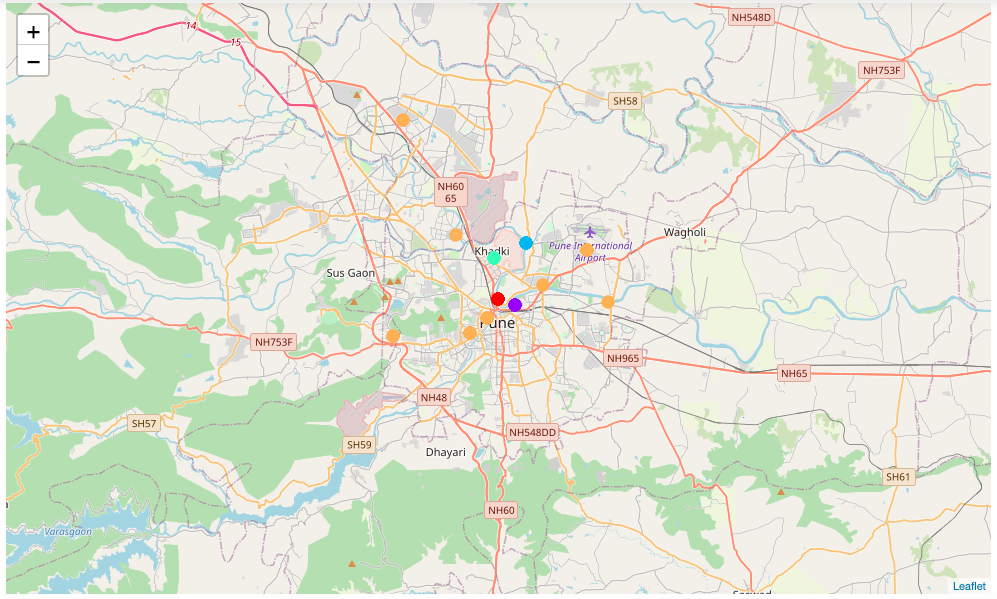 +
−
14
15
NH548D
NH753F
SH58
NH60
65
Wagholi
Khadki
Pune International
Airport
Sus Gaon
Pune
NH753F
NH965
NH65
NH48
SH57
SH59
NH548DD
Dhayari
SH61
NH60
Varasgaon
Leaflet